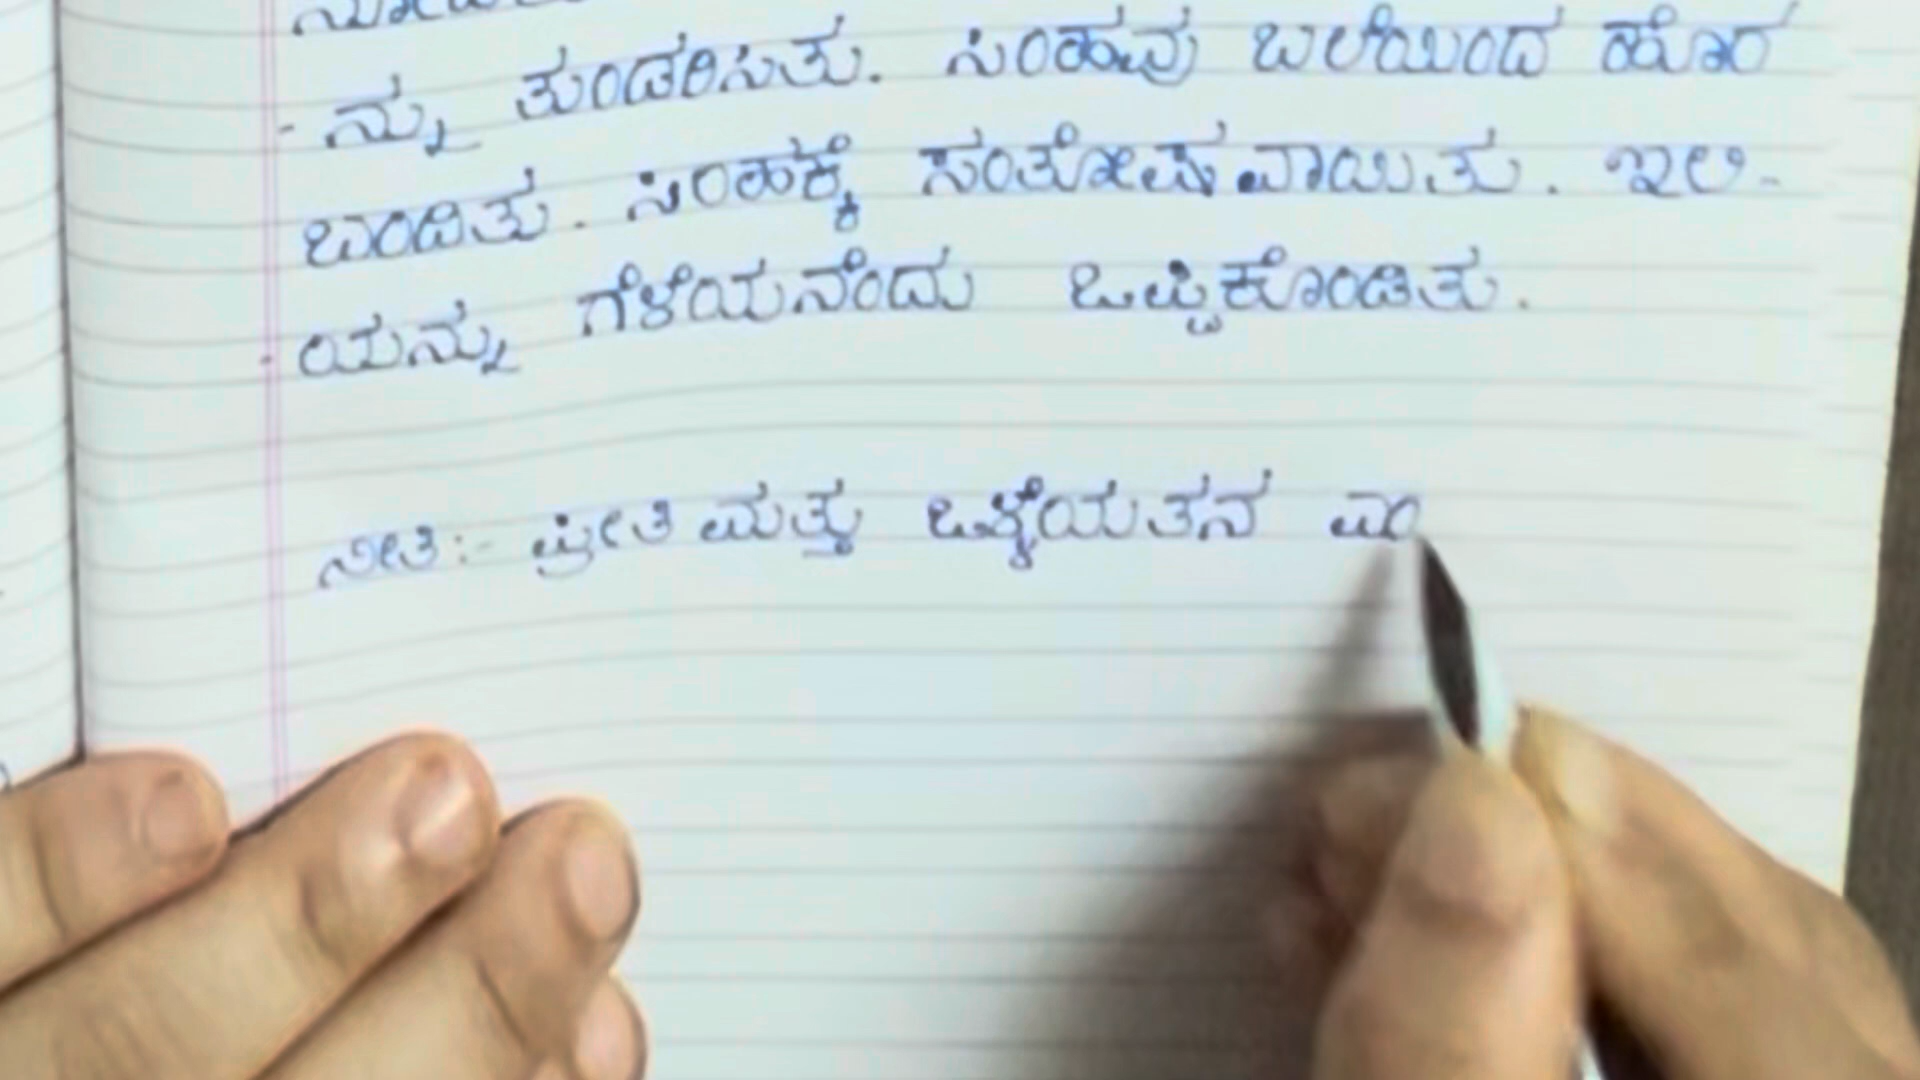 ನ್ನು ತುಂಡರಿಸಿತು. ಸಿಂಹವು ಬಲೆಯಿಂದ ಹೊರ
ಬಂದಿತು. ಸಿಂಹಕ್ಕೆ ಸಂತೋಷವಾಯಿತು. ಇಲಿ-
ಯನ್ನು ಗೆಳೆಯನೆಂದು ಒಪ್ಪಿಕೊಂಡಿತು.
ನೀತಿ:- ಪ್ರೀತಿ ಮತ್ತು ಒಳ್ಳೆಯತನ ಎಂ